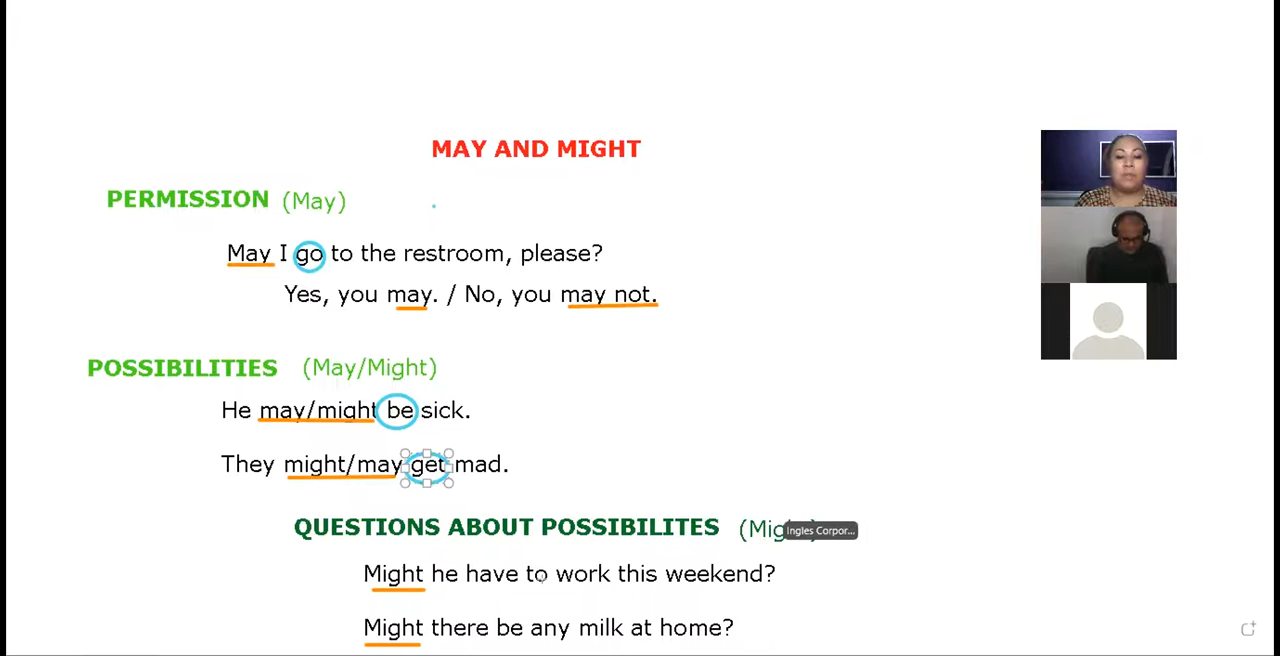 MAY AND MIGHT
PERMISSION (May)
May I go to the restroom, please?
Yes, you may. / No, you may not.
POSSIBILITIES (May/Might)
He may/might be sick.
They might/may get mad.
QUESTIONS ABOUT POSSIBILITES
Ingles Corpor...
Might he have to work this weekend?
Might there be any milk at home?